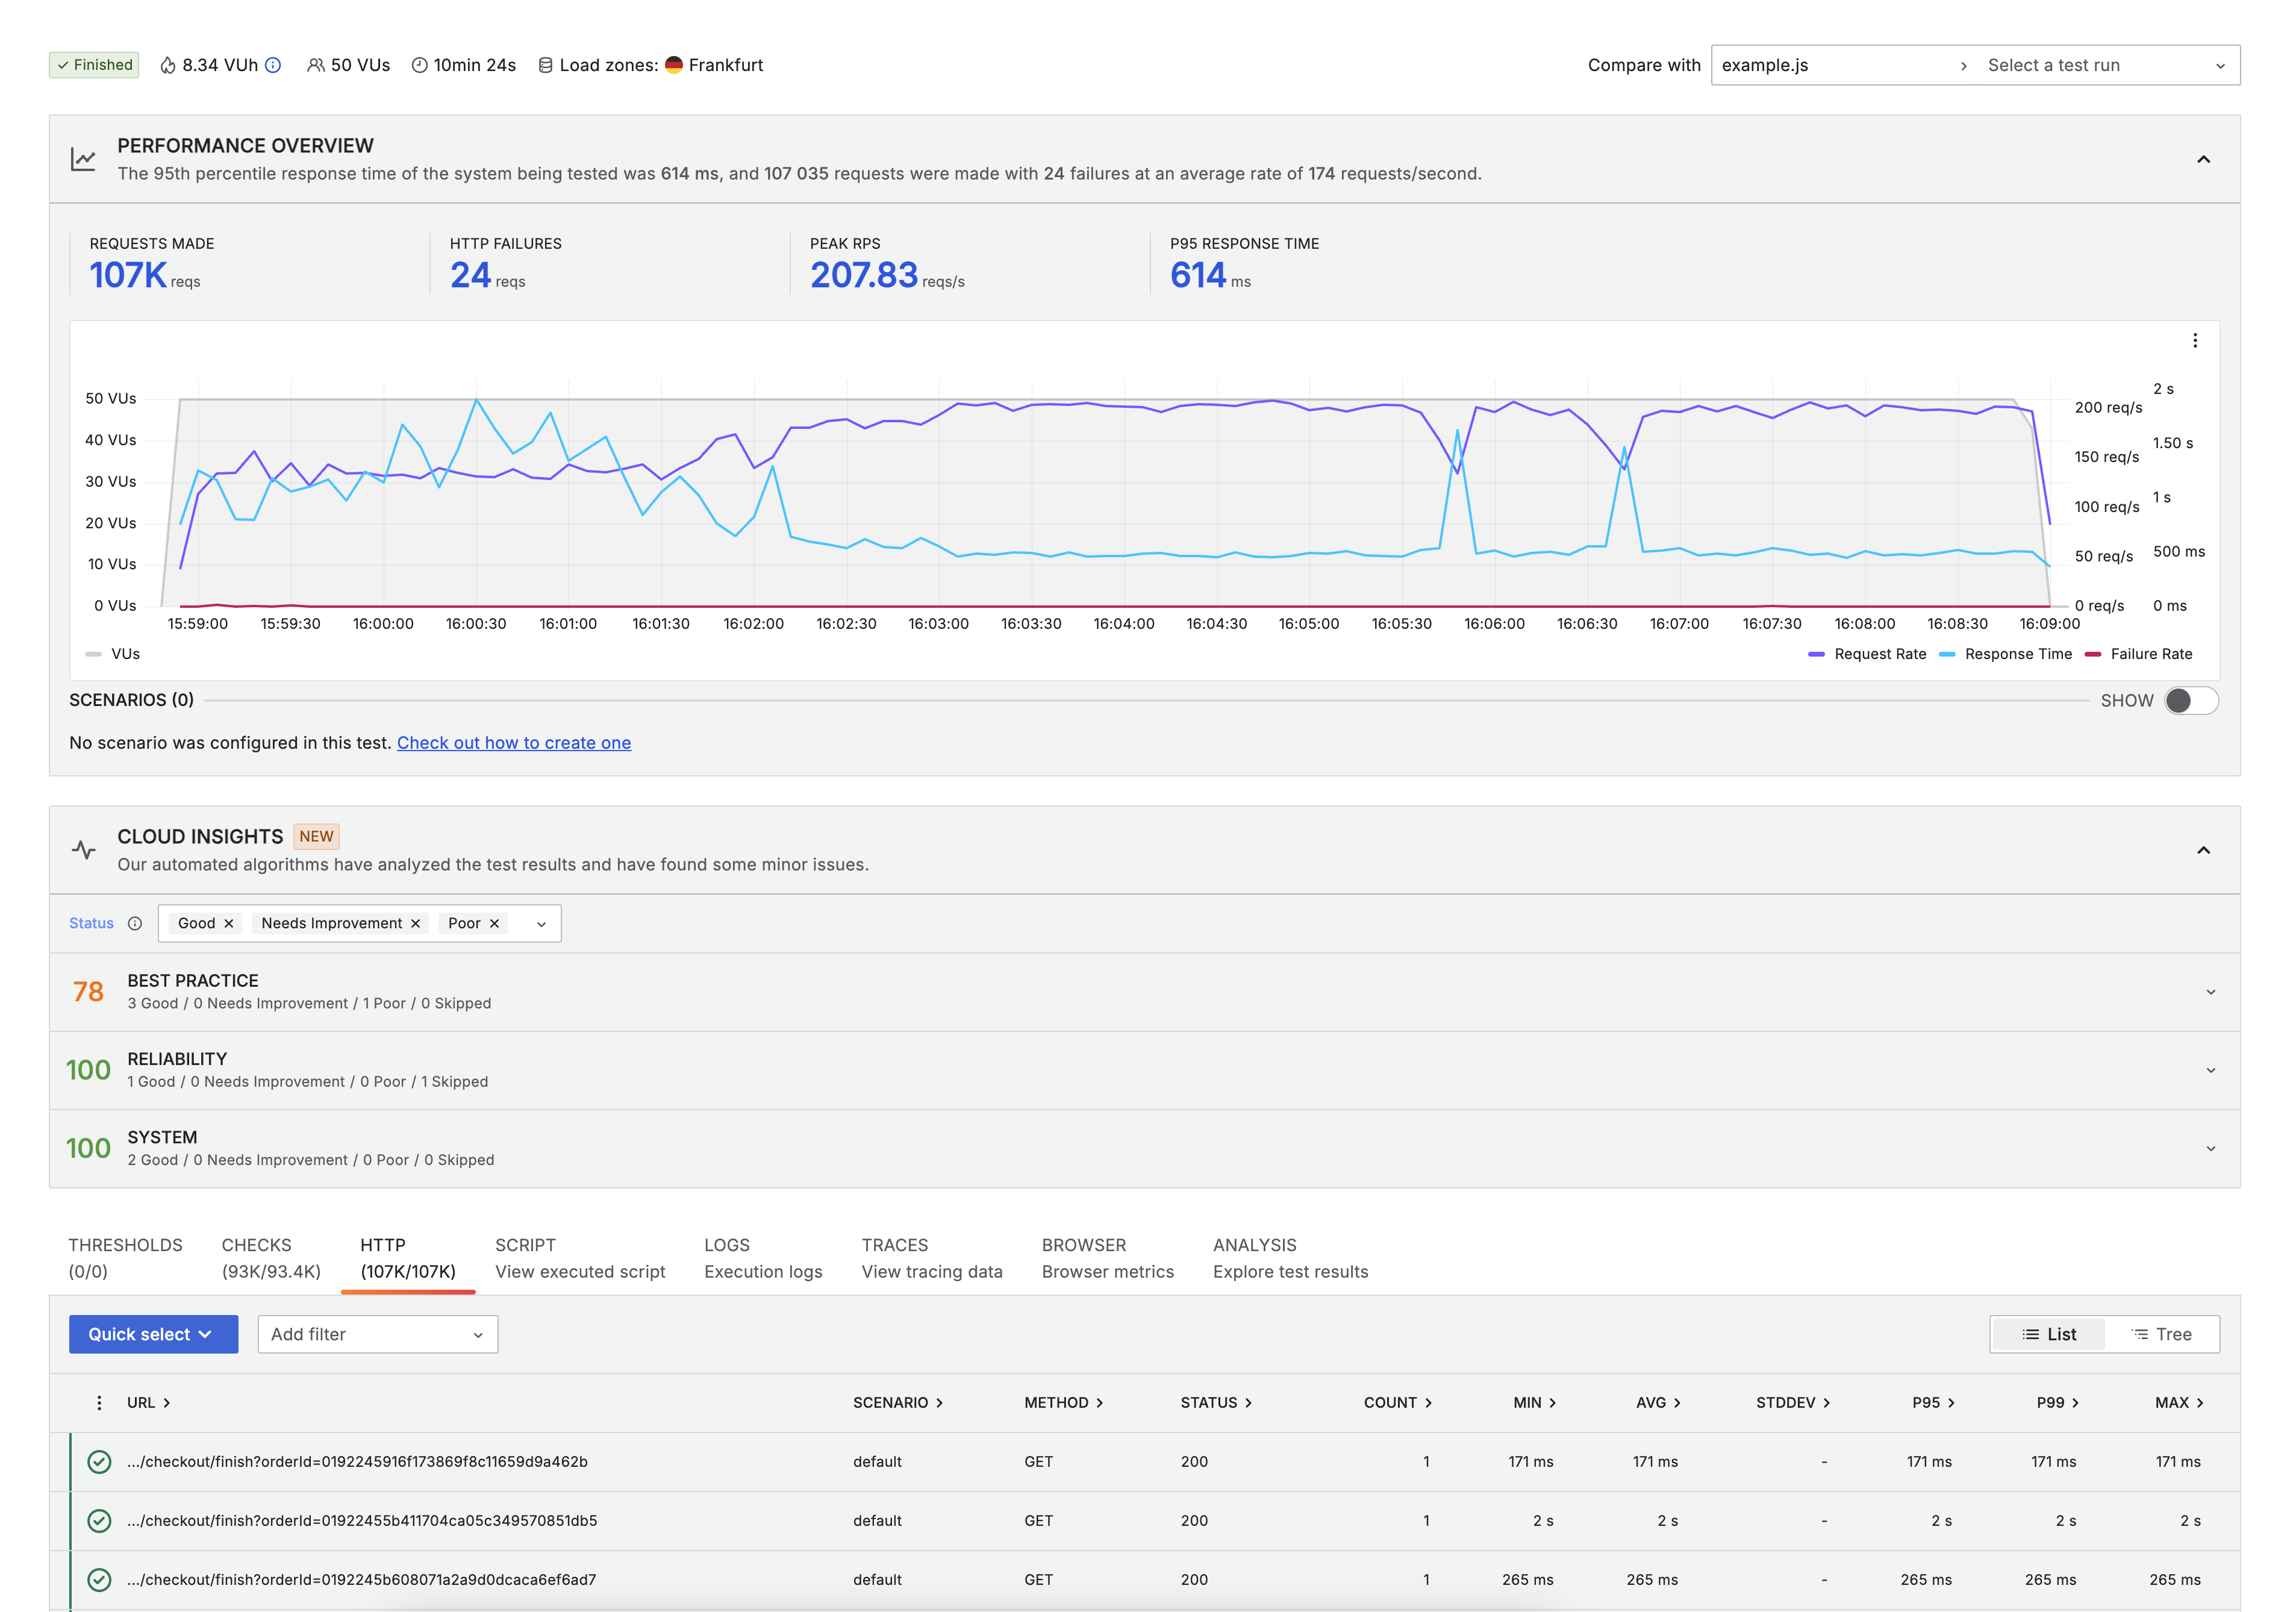 Finished 8.34 VUh 50 VUs 10min 24s Load zones: Frankfurt Compare with example.js Select a test run
PERFORMANCE OVERVIEW
The 95th percentile response time of the system being tested was 614 ms, and 107 035 requests were made with 24 failures at an average rate of 174 requests/second.
REQUESTS MADE HTTP FAILURES PEAK RPS P95 RESPONSE TIME
107K reqs 24 reqs 207.83 reqs/s 614 ms
2 s
50 VUs 200 req/s
40 VUs 1.50 s
150 req/s
30 VUs
1 s
20 VUs 100 req/s
10 VUs 50 req/s 500 ms
0 VUs 0 req/s 0 ms
15:59:00 15:59:30 16:00:00 16:00:30 16:01:00 16:01:30 16:02:00 16:02:30 16:03:00 16:03:30 16:04:00 16:04:30 16:05:00 16:05:30 16:06:00 16:06:30 16:07:00 16:07:30 16:08:00 16:08:30 16:09:00
VUs Request Rate Response Time Failure Rate
SCENARIOS (0) SHOW
No scenario was configured in this test. Check out how to create one
CLOUD INSIGHTS NEW
Our automated algorithms have analyzed the test results and have found some minor issues.
Status Good Needs Improvement Poor
78 BEST PRACTICE
3 Good / 0 Needs Improvement / 1 Poor / 0 Skipped
100 RELIABILITY
1 Good / 0 Needs Improvement / 0 Poor / 1 Skipped
100 SYSTEM
2 Good / 0 Needs Improvement / 0 Poor / 0 Skipped
THRESHOLDS CHECKS HTTP SCRIPT LOGS TRACES BROWSER ANALYSIS
(0/0) (93K/93.4K) (107K/107K) View executed script Execution logs View tracing data Browser metrics Explore test results
Quick select Add filter List Tree
URL SCENARIO METHOD STATUS COUNT MIN AVG STDDEV P95 P99 MAX
.../checkout/finish?orderId=0192245916f173869f8c11659d9a462b default GET 200 1 171 ms 171 ms - 171 ms 171 ms 171 ms
.../checkout/finish?orderId=01922455b411704ca05c349570851db5 default GET 200 1 2 s 2 s - 2 s 2 s 2 s
.../checkout/finish?orderId=0192245b608071a2a9d0dcaca6ef6ad7 default GET 200 1 265 ms 265 ms - 265 ms 265 ms 265 ms